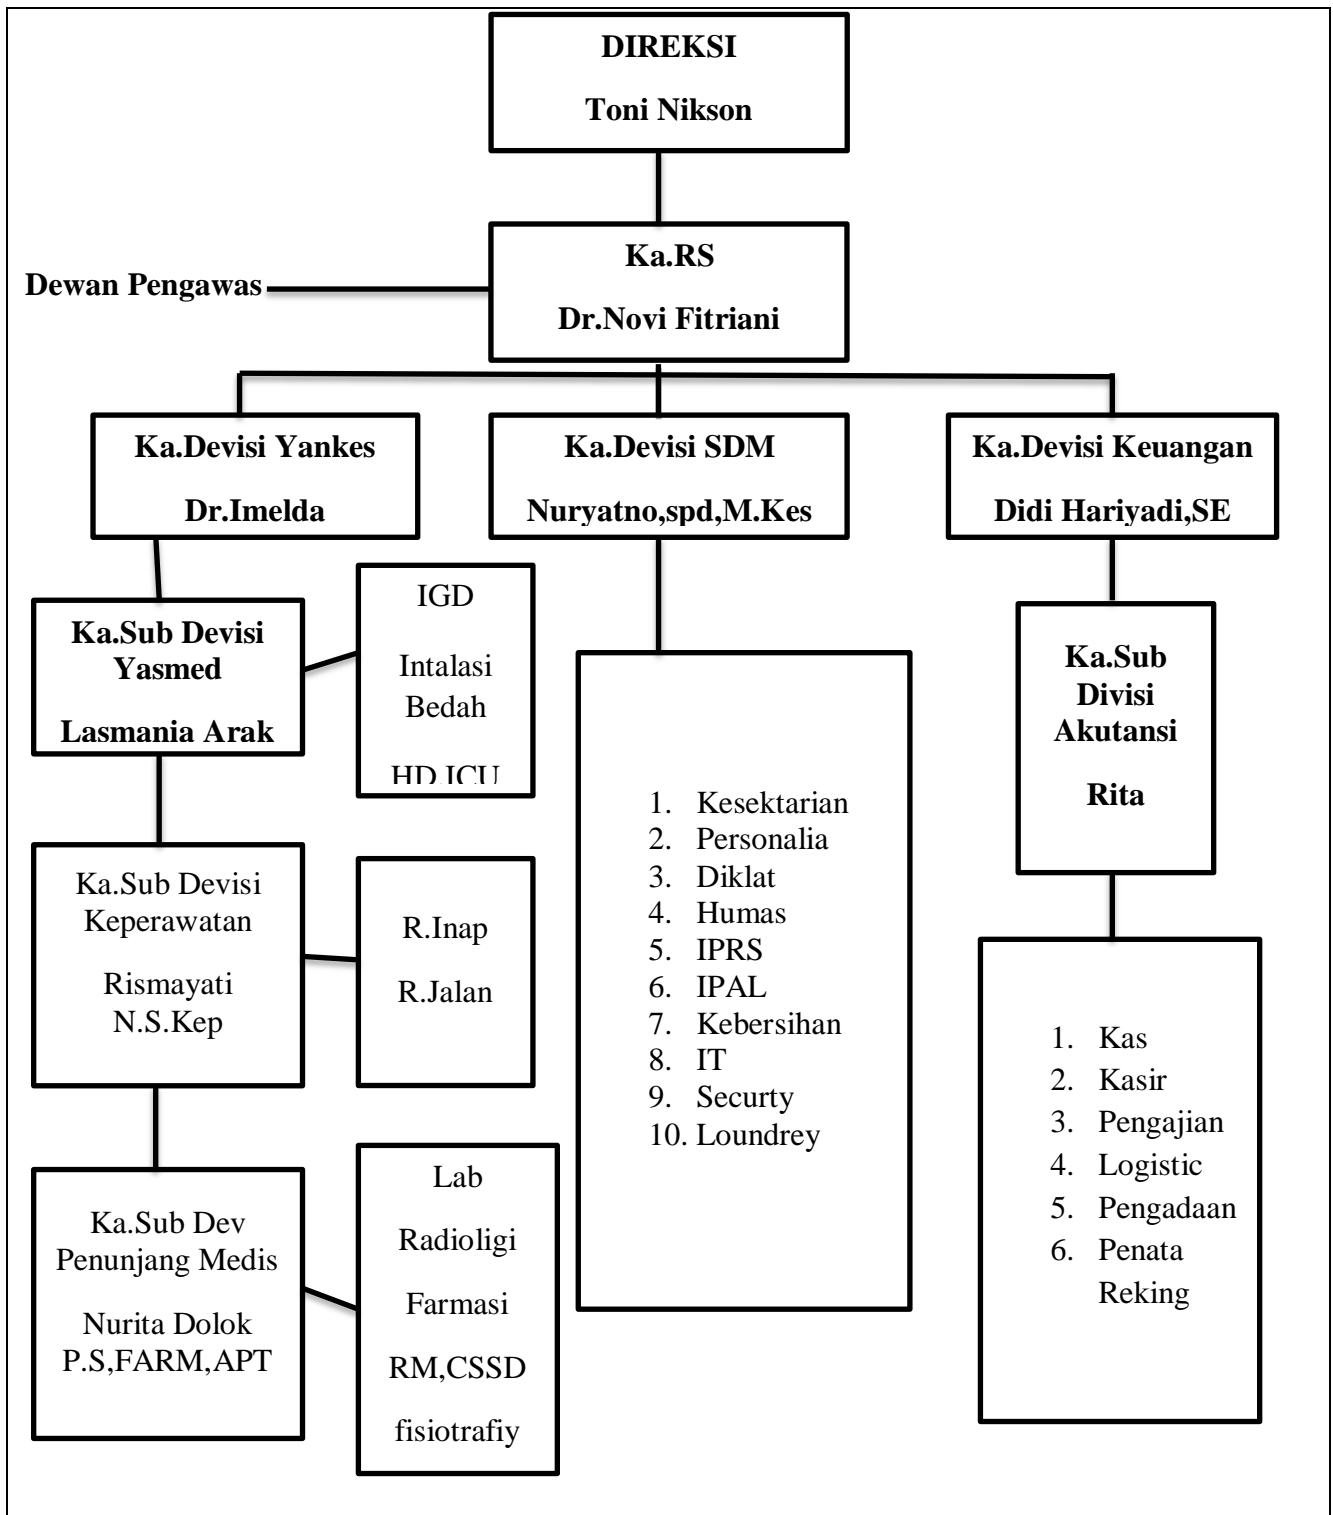 DIREKSI
Toni Nikson
Ka.RS
Dr.Novi Fitriani
Dewan Pengawas
Ka.Devisi Yankes
Dr.Imelda
Ka.Devisi SDM
Nuryatno,spd,M.Kes
Ka.Devisi Keuangan
Didi Hariyadi,SE
Ka.Sub Devisi
Yasmed
Lasmania Arak
IGD
Intalasi
Bedah
HD,ICU
Ka.Sub Devisi
Keperawatan
Rismayati
N.S.Kep
R.Inap
R.Jalan
Ka.Sub Dev
Penunjang Medis
Nurita Dolok
P.S,FARM,APT
Lab
Radioligi
Farmasi
RM,CSSD
fisiotrafiy
1. Kesektarian
2. Personalia
3. Diklat
4. Humas
5. IPRS
6. IPAL
7. Kebersihan
8. IT
9. Securty
10. Loundrey
Ka.Sub
Divisi
Akutansi
Rita
1. Kas
2. Kasir
3. Pengajian
4. Logistic
5. Pengadaan
6. Penata
Reking